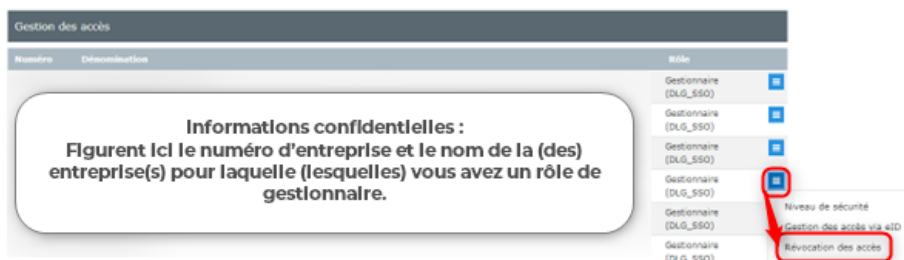 Gestion des accès
Numéro Dénomination Rôle
Gestionnaire
(DLG_SSO)
Gestionnaire
(DLG_SSO)
Gestionnaire
(DLG_SSO)
Gestionnaire
(DLG_SSO)
Gestionnaire
(DLG_SSO)
Gestionnaire
(DLG_SSO)
Informations confidentielles :
Figurent ici le numéro d’entreprise et le nom de la (des)
entreprise(s) pour laquelle (lesquelles) vous avez un rôle de
gestionnaire.
Niveau de sécurité
Gestion des accès via eID
Révocation des accès